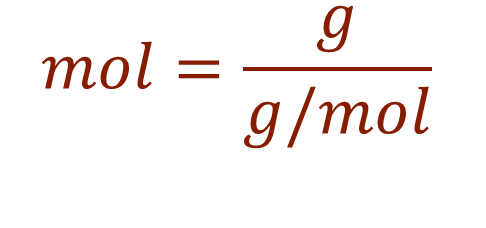 mol = g / g/mol